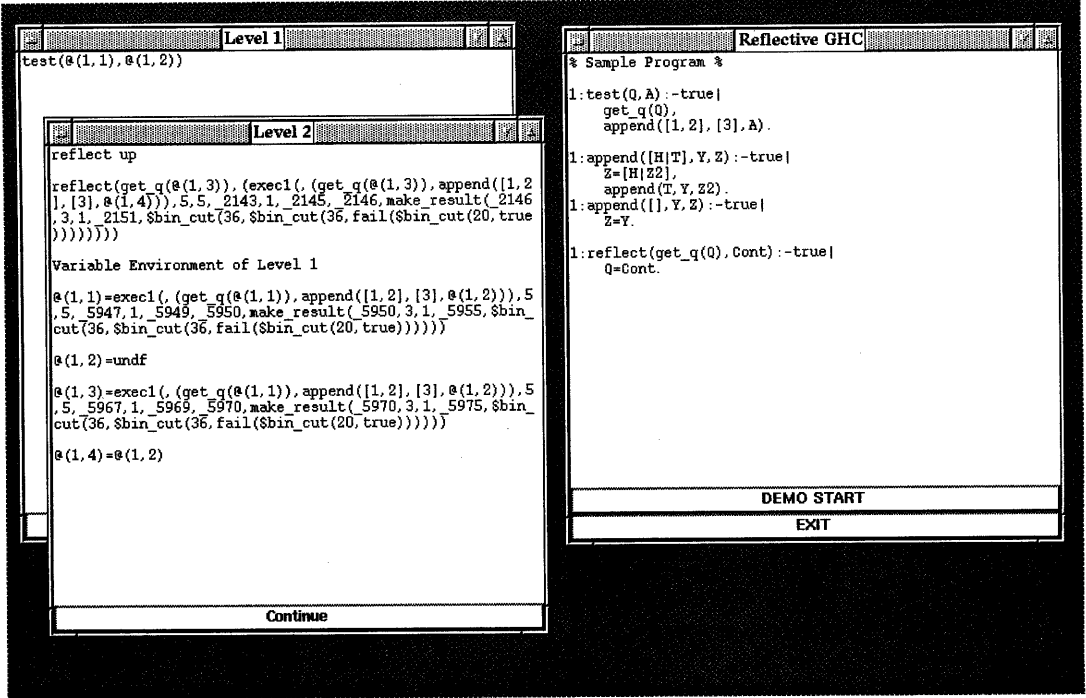 Level 1
test(@(1,1),@(1,2))
Level 2
reflect up
reflect(get_q(@(1,3)),(exec1(,(get_q(@(1,3)),append([1,2
],[3],@(1,4))),5,5,_2143,1,_2145,_2146,make_result(_2146
,3,1,_2151,$bin_cut(36,$bin_cut(36,fail($bin_cut(20,true
))))))))
Variable Environment of Level 1
@(1,1)=exec1(,(get_q(@(1,1)),append([1,2],[3],@(1,2))),5
,5,_5947,1,_5949,_5950,make_result(_5950,3,1,_5955,$bin_
cut(36,$bin_cut(36,fail($bin_cut(20,true))))))
@(1,2)=undf
@(1,3)=exec1(,(get_q(@(1,1)),append([1,2],[3],@(1,2))),5
,5,_5967,1,_5969,_5970,make_result(_5970,3,1,_5975,$bin_
cut(36,$bin_cut(36,fail($bin_cut(20,true))))))
@(1,4)=@(1,2)
Continue
Reflective GHC
% Sample Program %
1:test(Q,A):-true|
get_q(Q),
append([1,2],[3],A).
1:append([H|T],Y,Z):-true|
Z=[H|Z2],
append(T,Y,Z2).
1:append([],Y,Z):-true|
Z=Y.
1:reflect(get_q(Q),Cont):-true|
Q=Cont.
DEMO START
EXIT